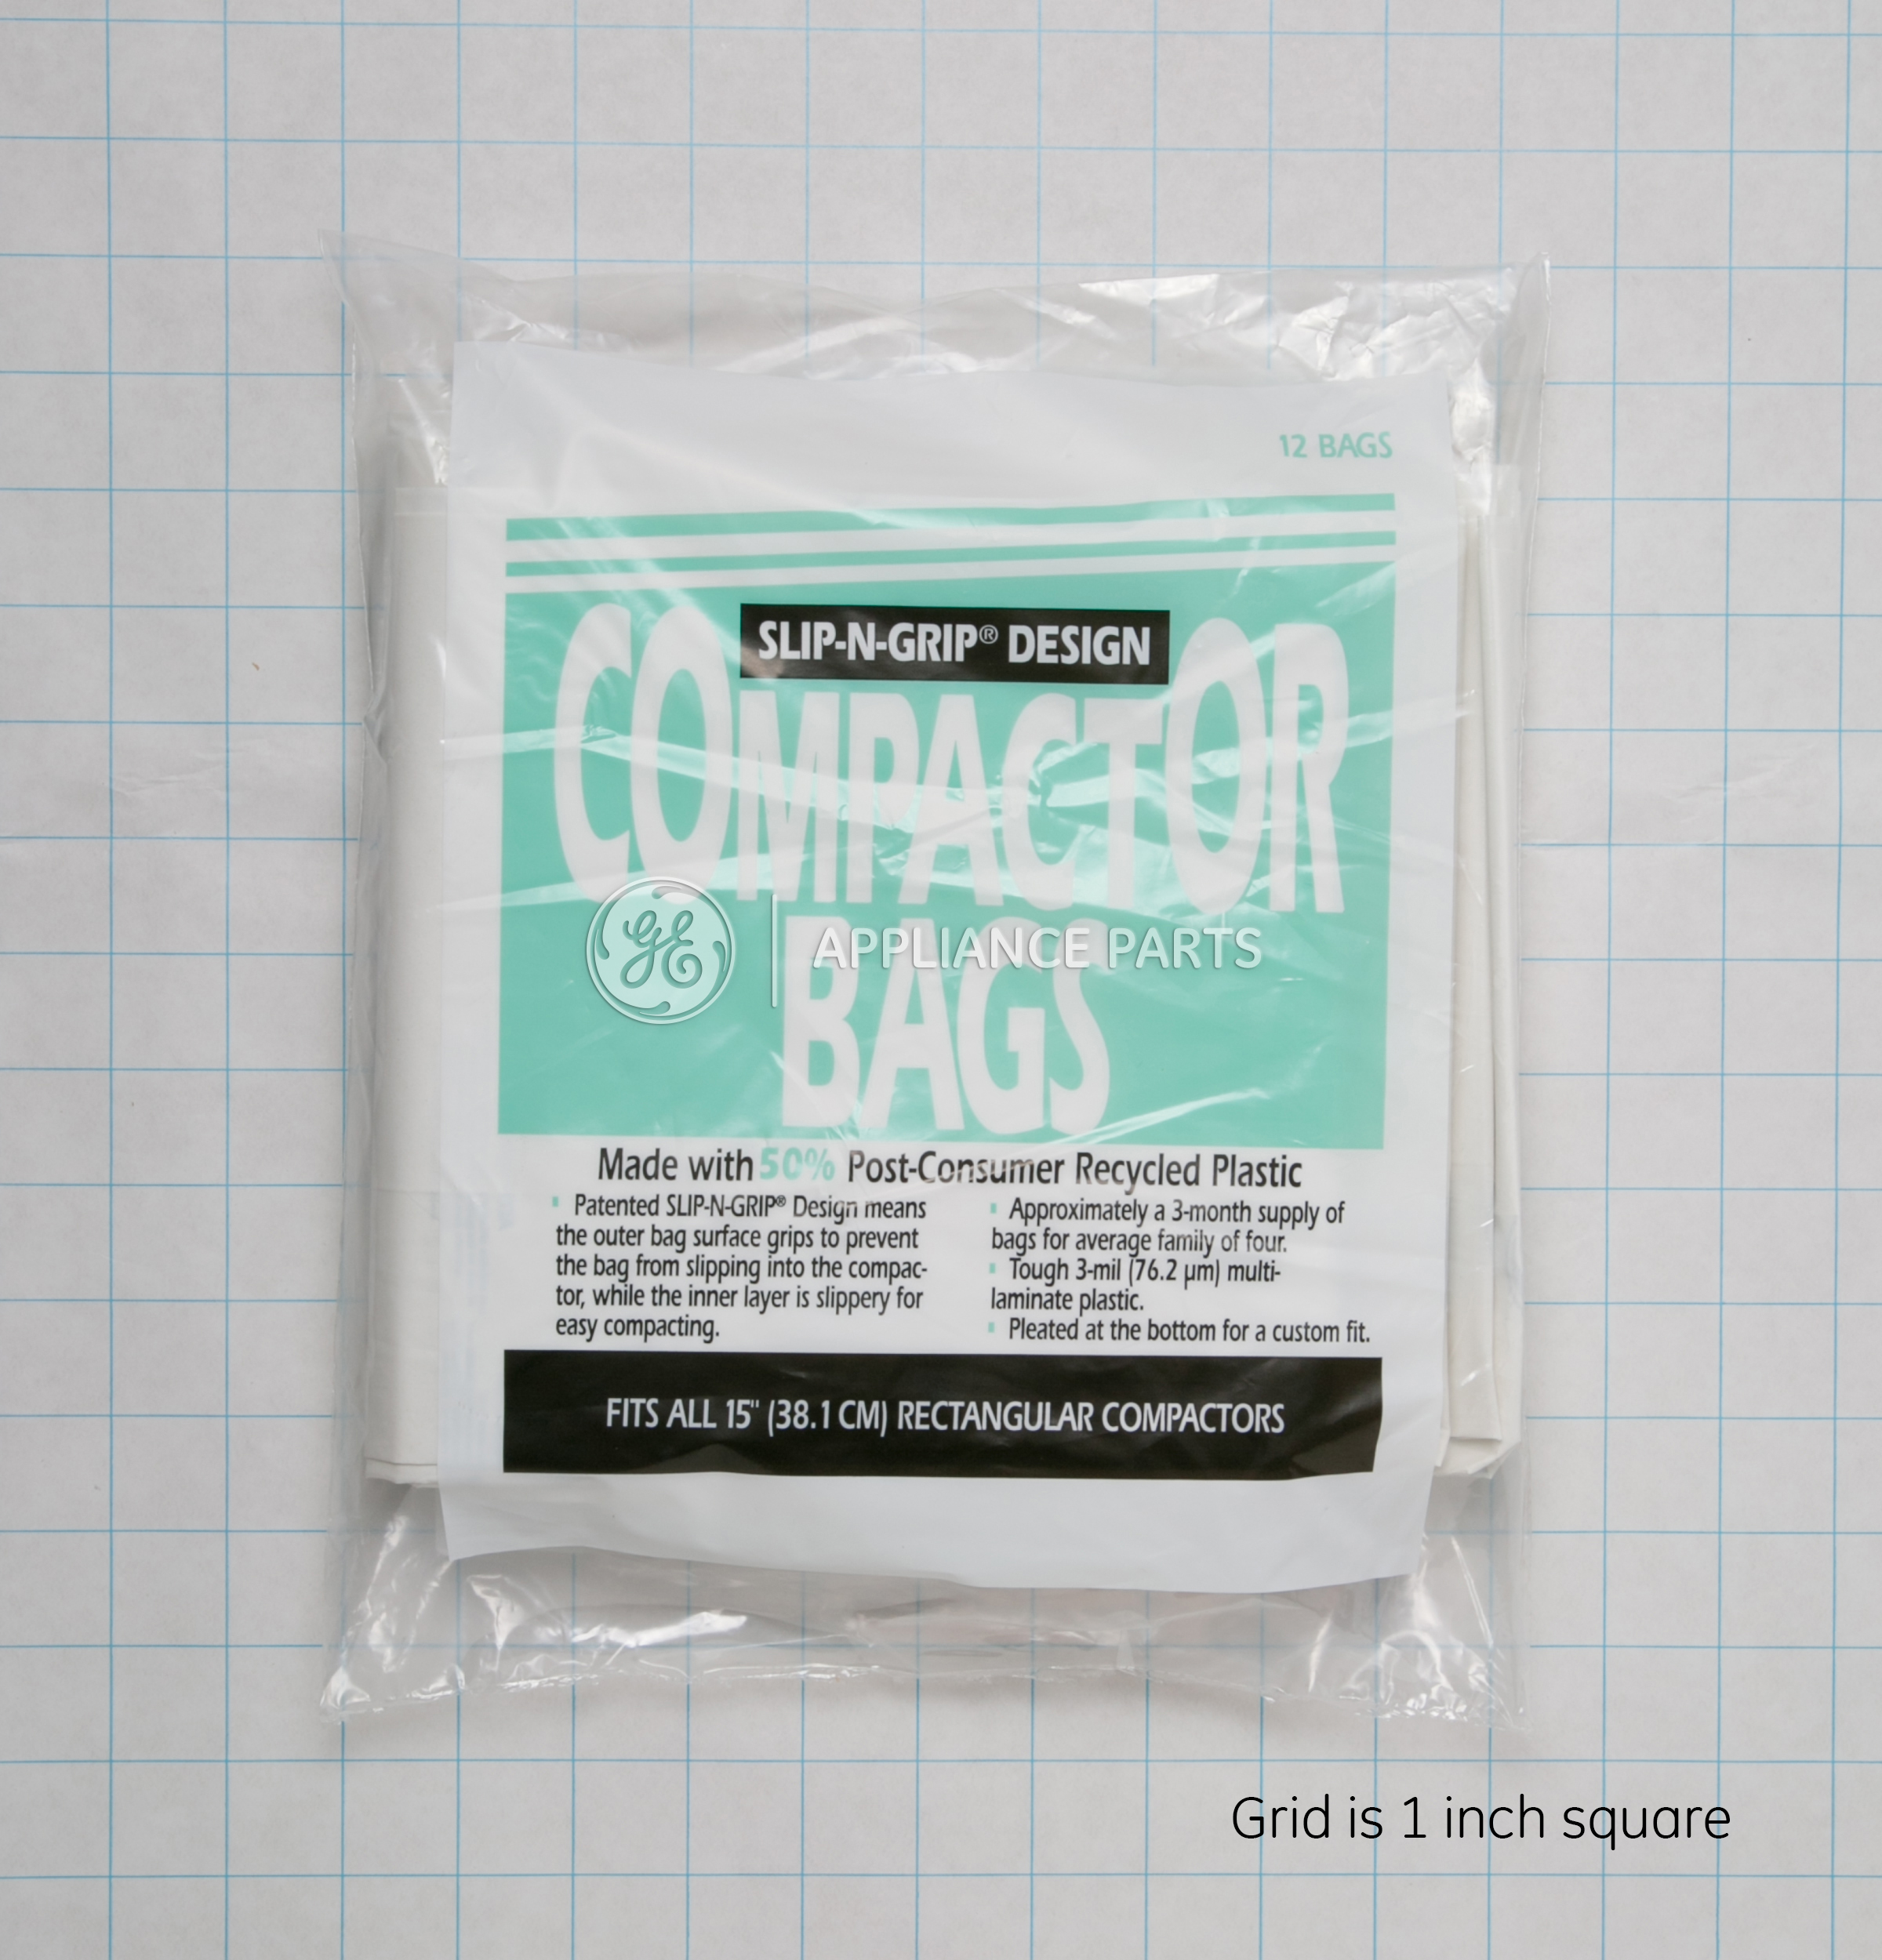 12 BAGS
SLIP-N-GRIP® DESIGN
COMPACTOR
GE | APPLIANCE PARTS
BAGS
Made with 50% Post-Consumer Recycled Plastic
▪ Patented SLIP-N-GRIP® Design means
the outer bag surface grips to prevent
the bag from slipping into the compac-
tor, while the inner layer is slippery for
easy compacting.
▪ Approximately a 3-month supply of
bags for average family of four.
▪ Tough 3-mil (76.2 µm) multi-
laminate plastic.
▪ Pleated at the bottom for a custom fit.
FITS ALL 15" (38.1 CM) RECTANGULAR COMPACTORS
Grid is 1 inch square